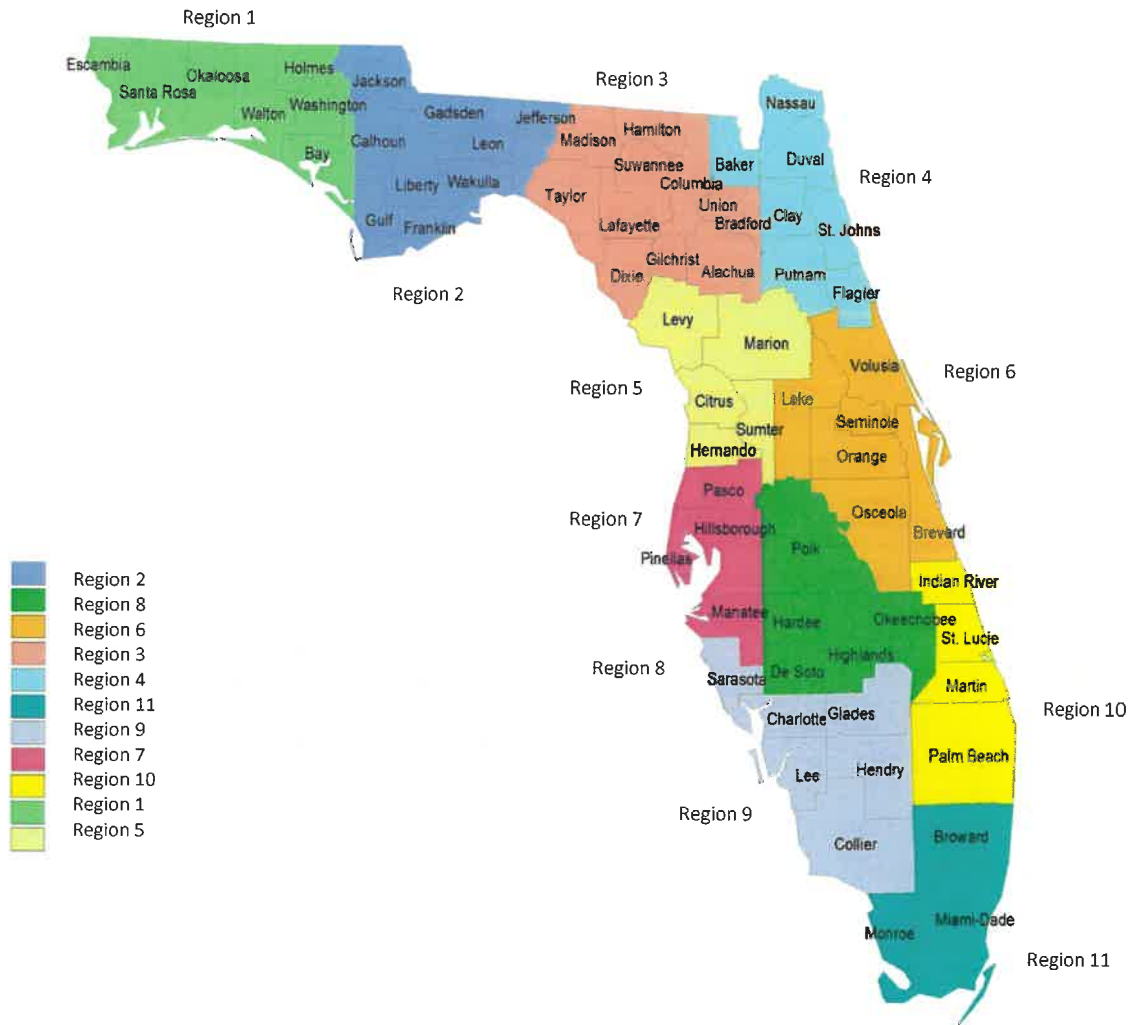 Region 1
Escambia
Santa Rosa
Okaloosa
Walton
Holmes
Washington
Bay
Jackson
Calhoun
Gadsden
Liberty
Gulf
Franklin
Wakulla
Leon
Jefferson
Region 2
Region 3
Madison
Hamilton
Suwannee
Columbia
Taylor
Lafayette
Union
Bradford
Gilchrist
Dixie
Alachua
Nassau
Baker
Duval
Region 4
Clay
St. Johns
Putnam
Flagler
Levy
Marion
Region 5
Citrus
Sumter
Hernando
Volusia
Region 6
Lake
Seminole
Orange
Osceola
Brevard
Pasco
Region 7
Hillsborough
Pinellas
Manatee
Polk
Hardee
Okeechobee
Highlands
De Soto
Region 8
Sarasota
Indian River
St. Lucie
Martin
Region 10
Palm Beach
Charlotte
Glades
Lee
Hendry
Region 9
Collier
Broward
Miami-Dade
Monroe
Region 11
Region 2
Region 8
Region 6
Region 3
Region 4
Region 11
Region 9
Region 7
Region 10
Region 1
Region 5